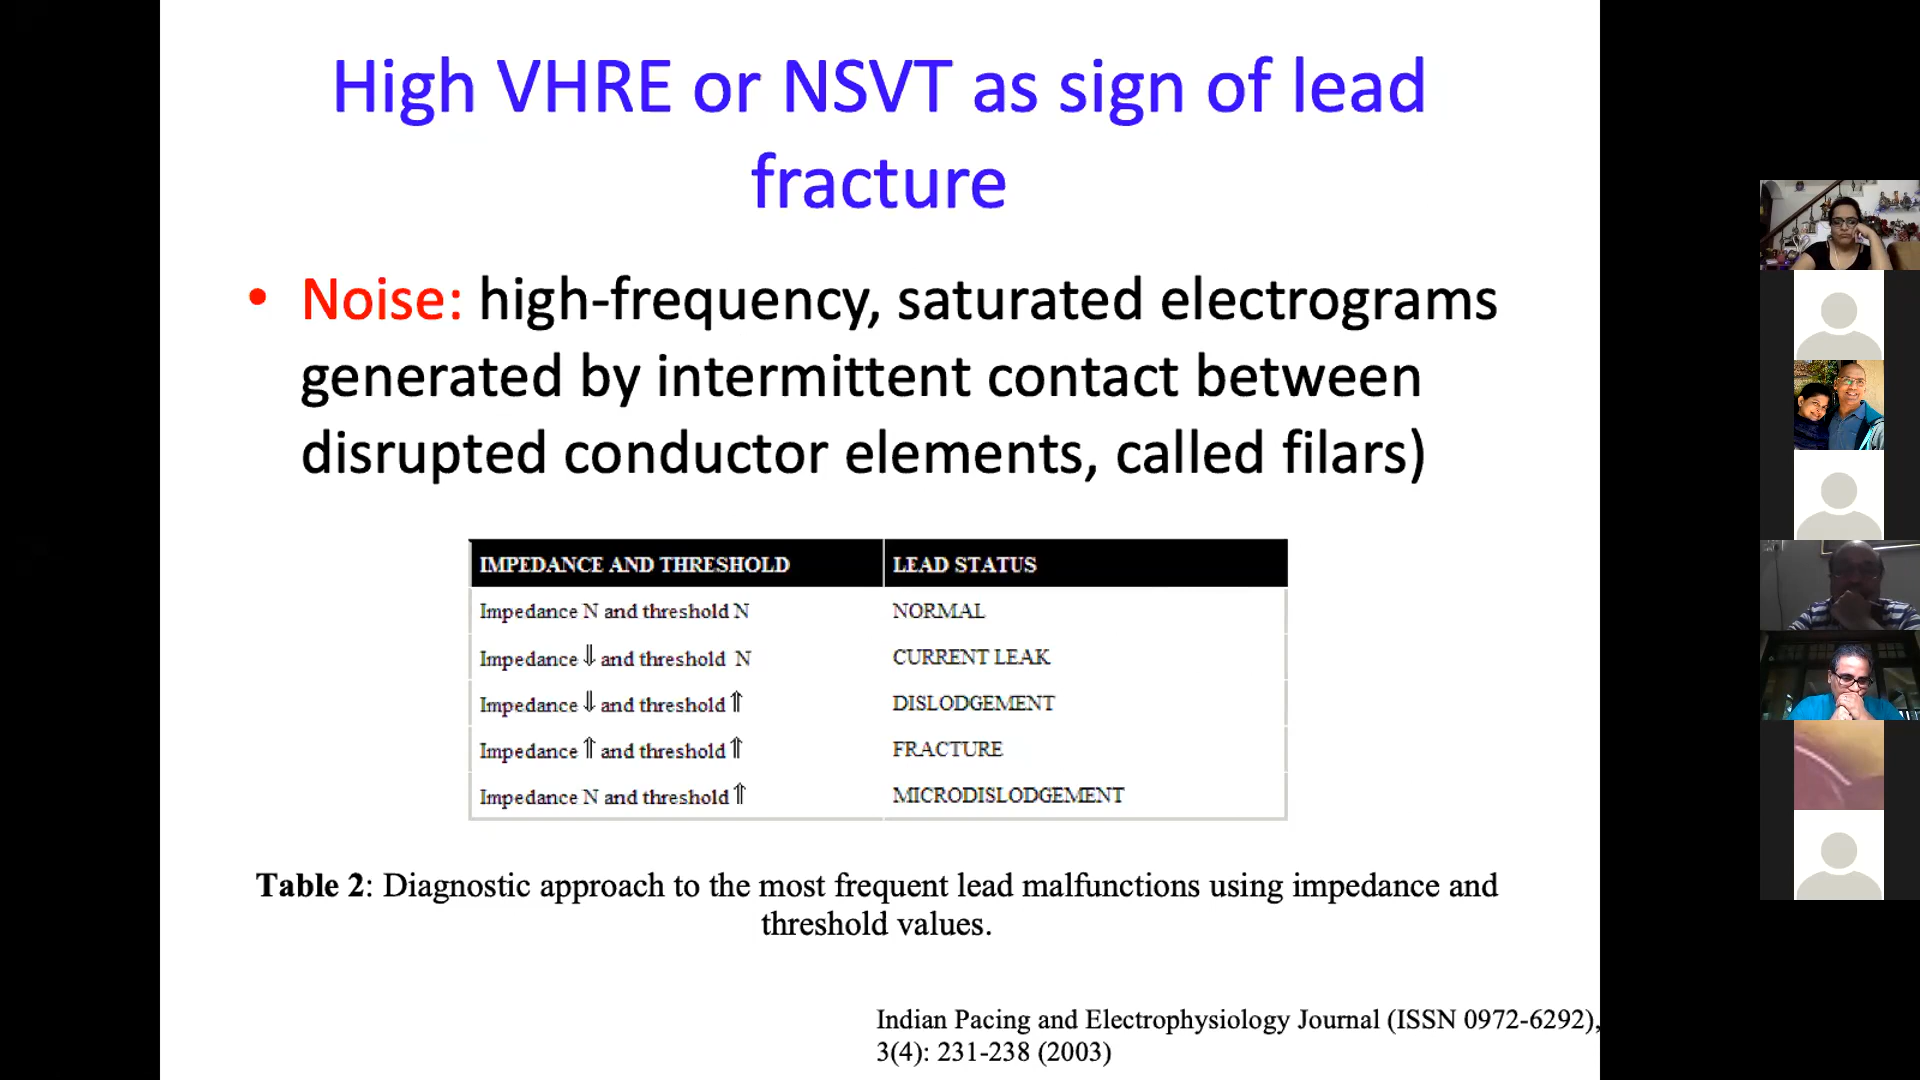 High VHRE or NSVT as sign of lead
fracture
• Noise: high-frequency, saturated electrograms
generated by intermittent contact between
disrupted conductor elements, called filars)
IMPEDANCE AND THRESHOLD LEAD STATUS
Impedance N and threshold N NORMAL
Impedance ⇓ and threshold N CURRENT LEAK
Impedance ⇓ and threshold ⇑ DISLODGEMENT
Impedance ⇑ and threshold ⇑ FRACTURE
Impedance N and threshold ⇑ MICRODISLODGEMENT
Table 2: Diagnostic approach to the most frequent lead malfunctions using impedance and
threshold values.
Indian Pacing and Electrophysiology Journal (ISSN 0972-6292),
3(4): 231-238 (2003)